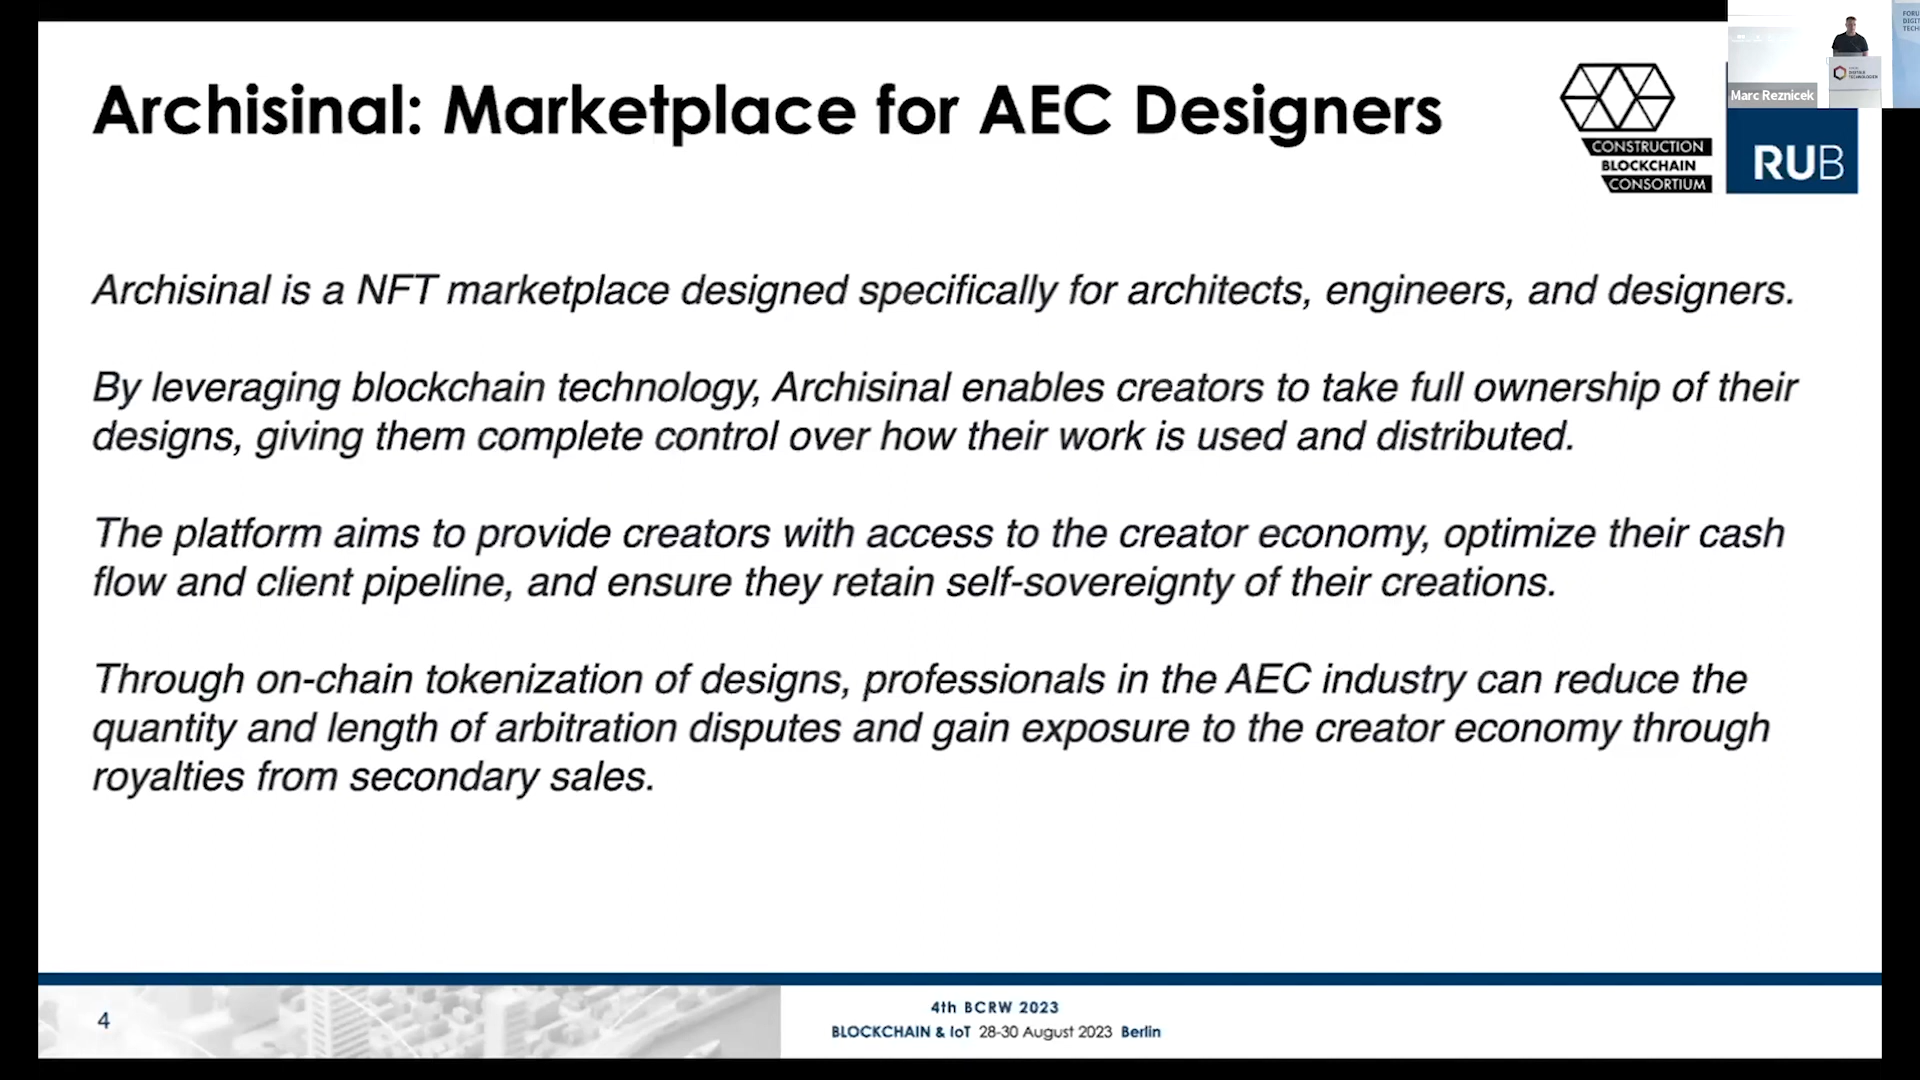 Archisinal: Marketplace for AEC Designers
CONSTRUCTION
BLOCKCHAIN
CONSORTIUM
RUB
Marc Reznicek
FORU
DIGIT
TECH
DIGITALE
TECHNOLOGIEN
Archisinal is a NFT marketplace designed specifically for architects, engineers, and designers.
By leveraging blockchain technology, Archisinal enables creators to take full ownership of their
designs, giving them complete control over how their work is used and distributed.
The platform aims to provide creators with access to the creator economy, optimize their cash
flow and client pipeline, and ensure they retain self-sovereignty of their creations.
Through on-chain tokenization of designs, professionals in the AEC industry can reduce the
quantity and length of arbitration disputes and gain exposure to the creator economy through
royalties from secondary sales.
4
4th BCRW 2023
BLOCKCHAIN & IoT 28-30 August 2023 Berlin